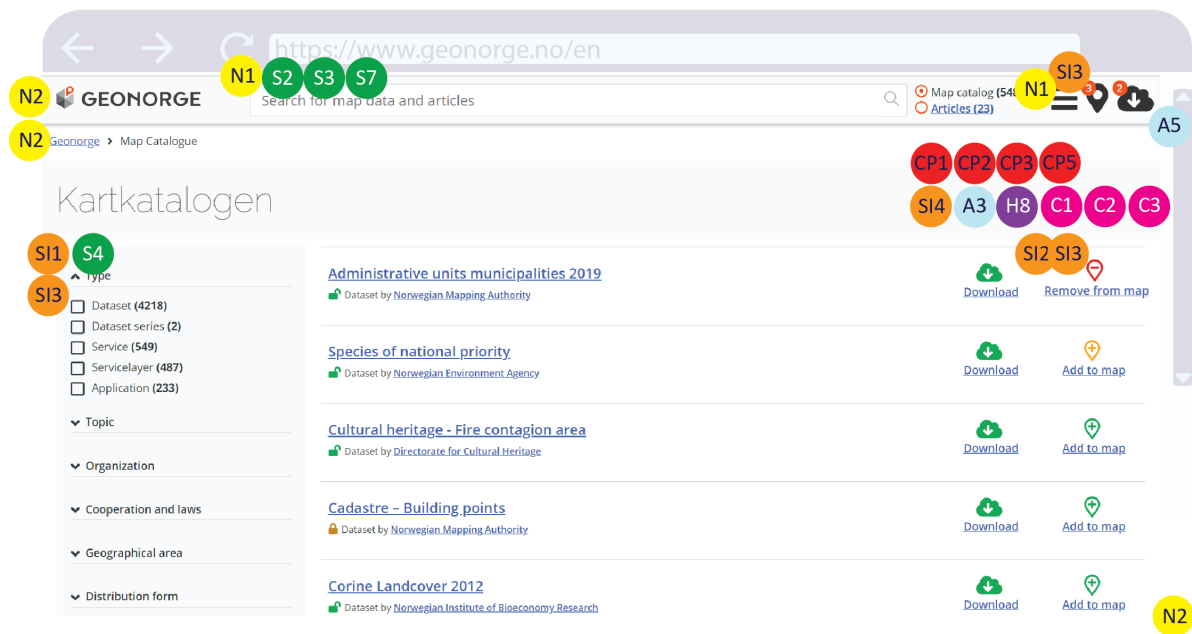 https://www.geonorge.no/en
N1 S2 S3 S7
N2 GEONORGE
Search for map data and articles
Map catalog (548
Articles (23)
N1 SI3
3 2
A5
N2 Geonorge > Map Catalogue
CP1 CP2 CP3 CP5
Kartkatalogen
SI4 A3 H8 C1 C2 C3
SI1 S4
SI2 SI3
Type
SI3
Dataset (4218)
Dataset series (2)
Service (549)
Servicelayer (487)
Application (233)
Topic
Organization
Cooperation and laws
Geographical area
Distribution form
Administrative units municipalities 2019
Dataset by Norwegian Mapping Authority
Download Remove from map
Species of national priority
Dataset by Norwegian Environment Agency
Download Add to map
Cultural heritage - Fire contagion area
Dataset by Directorate for Cultural Heritage
Download Add to map
Cadastre – Building points
Dataset by Norwegian Mapping Authority
Download Add to map
Corine Landcover 2012
Dataset by Norwegian Institute of Bioeconomy Research
Download Add to map
N2